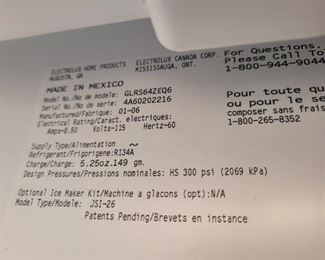 ELECTROLUX HOME PRODUCTS
AUGUSTA, GA
ELECTROLUX CANADA CORP.
MISSISSAUGA, ONT.
For Questions,
Please Call To
1-800-944-9044
MADE IN MEXICO
Model No./No de modele: GLRS64ZEQ6
Serial No./No de serie: 4A60202216
Manufactured/Fabrique: 01-06
Electrical Rating/Caract. electriques:
Amps-6.50 Volts-115 Hertz-60
Pour toute qu
ou pour le se
composer sans frais
1-800-265-8352
Supply Type/Alimentation ~
Refrigerant/Frigorigene:R134A
Charge/Charge: 5.25oz.149 gm.
Design Pressures/Pressions nominales: HS 300 psi (2069 kPa)
Optional Ice Maker Kit/Machine a glacons (opt):N/A
Model Type/Modele: JSI-26
Patents Pending/Brevets en instance